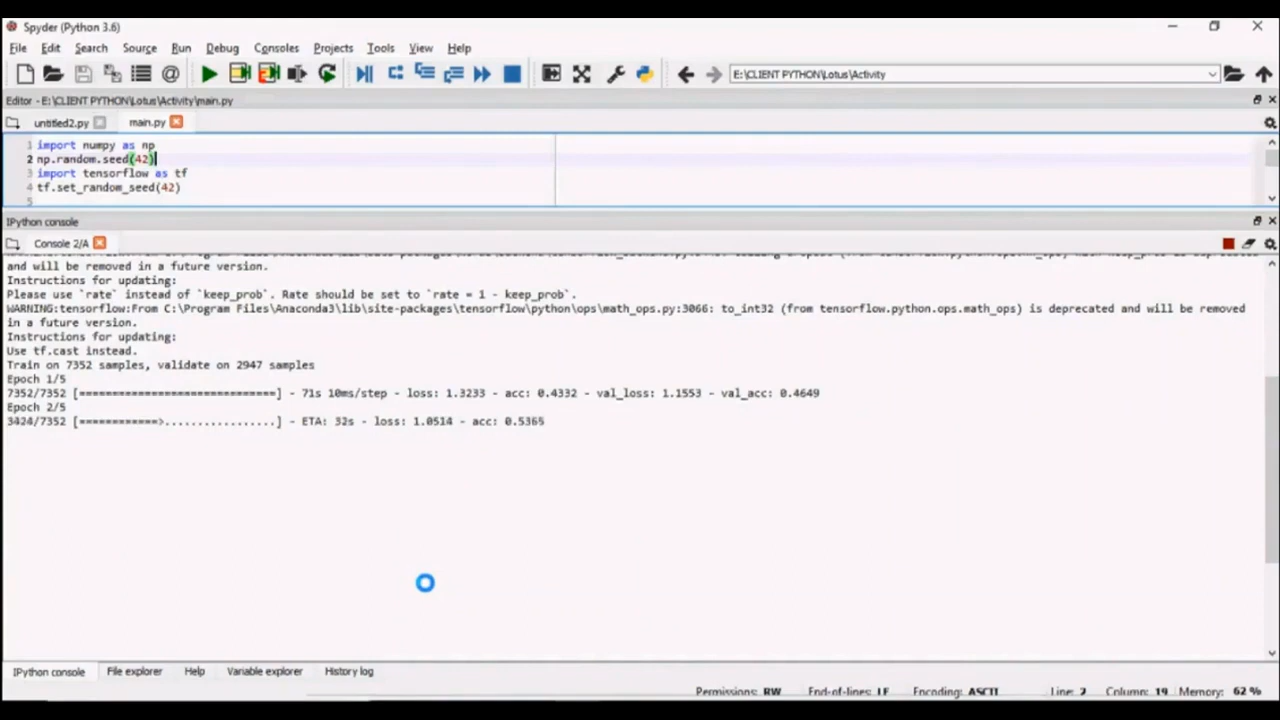 Spyder (Python 3.6)
File Edit Search Source Run Debug Consoles Projects Tools View Help
E:\CLIENT PYTHON\Lotus\Activity
Editor - E:\CLIENT PYTHON\Lotus\Activity\main.py
untitled2.py main.py
1 import numpy as np
2 np.random.seed(42)
3 import tensorflow as tf
4 tf.set_random_seed(42)
5
IPython console
Console 2/A
and will be removed in a future version.
Instructions for updating:
Please use `rate` instead of `keep_prob`. Rate should be set to `rate = 1 - keep_prob`.
WARNING:tensorflow:From C:\Program Files\Anaconda3\lib\site-packages\tensorflow\python\ops\math_ops.py:3066: to_int32 (from tensorflow.python.ops.math_ops) is deprecated and will be removed
in a future version.
Instructions for updating:
Use tf.cast instead.
Train on 7352 samples, validate on 2947 samples
Epoch 1/5
7352/7352 [==============================] - 71s 10ms/step - loss: 1.3233 - acc: 0.4332 - val_loss: 1.1553 - val_acc: 0.4649
Epoch 2/5
3424/7352 [============>.................] - ETA: 32s - loss: 1.0514 - acc: 0.5365
IPython console File explorer Help Variable explorer History log
Permissions: RW End-of-lines: LF Encoding: ASCII Line: 2 Column: 19 Memory: 62 %